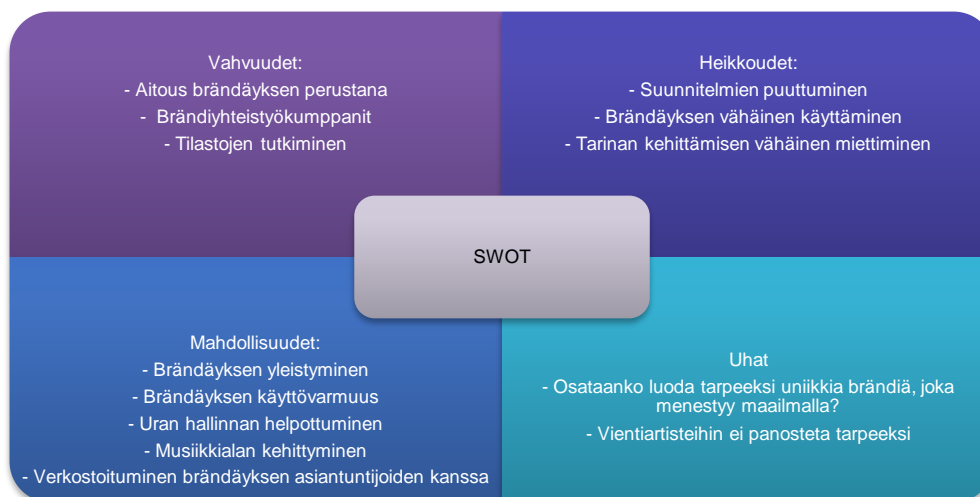 Vahvuudet:
- Aitous brändäyksen perustana
- Brändiyhteistyökumppanit
- Tilastojen tutkiminen
Heikkoudet:
- Suunnitelmien puuttuminen
- Brändäyksen vähäinen käyttäminen
- Tarinan kehittämisen vähäinen miettiminen
SWOT
Mahdollisuudet:
- Brändäyksen yleistyminen
- Brändäyksen käyttövarmuus
- Uran hallinnan helpottuminen
- Musiikkialan kehittyminen
- Verkostoituminen brändäyksen asiantuntijoiden kanssa
Uhat
- Osataanko luoda tarpeeksi uniikkia brändiä, joka
menestyy maailmalla?
- Vientiartisteihin ei panosteta tarpeeksi